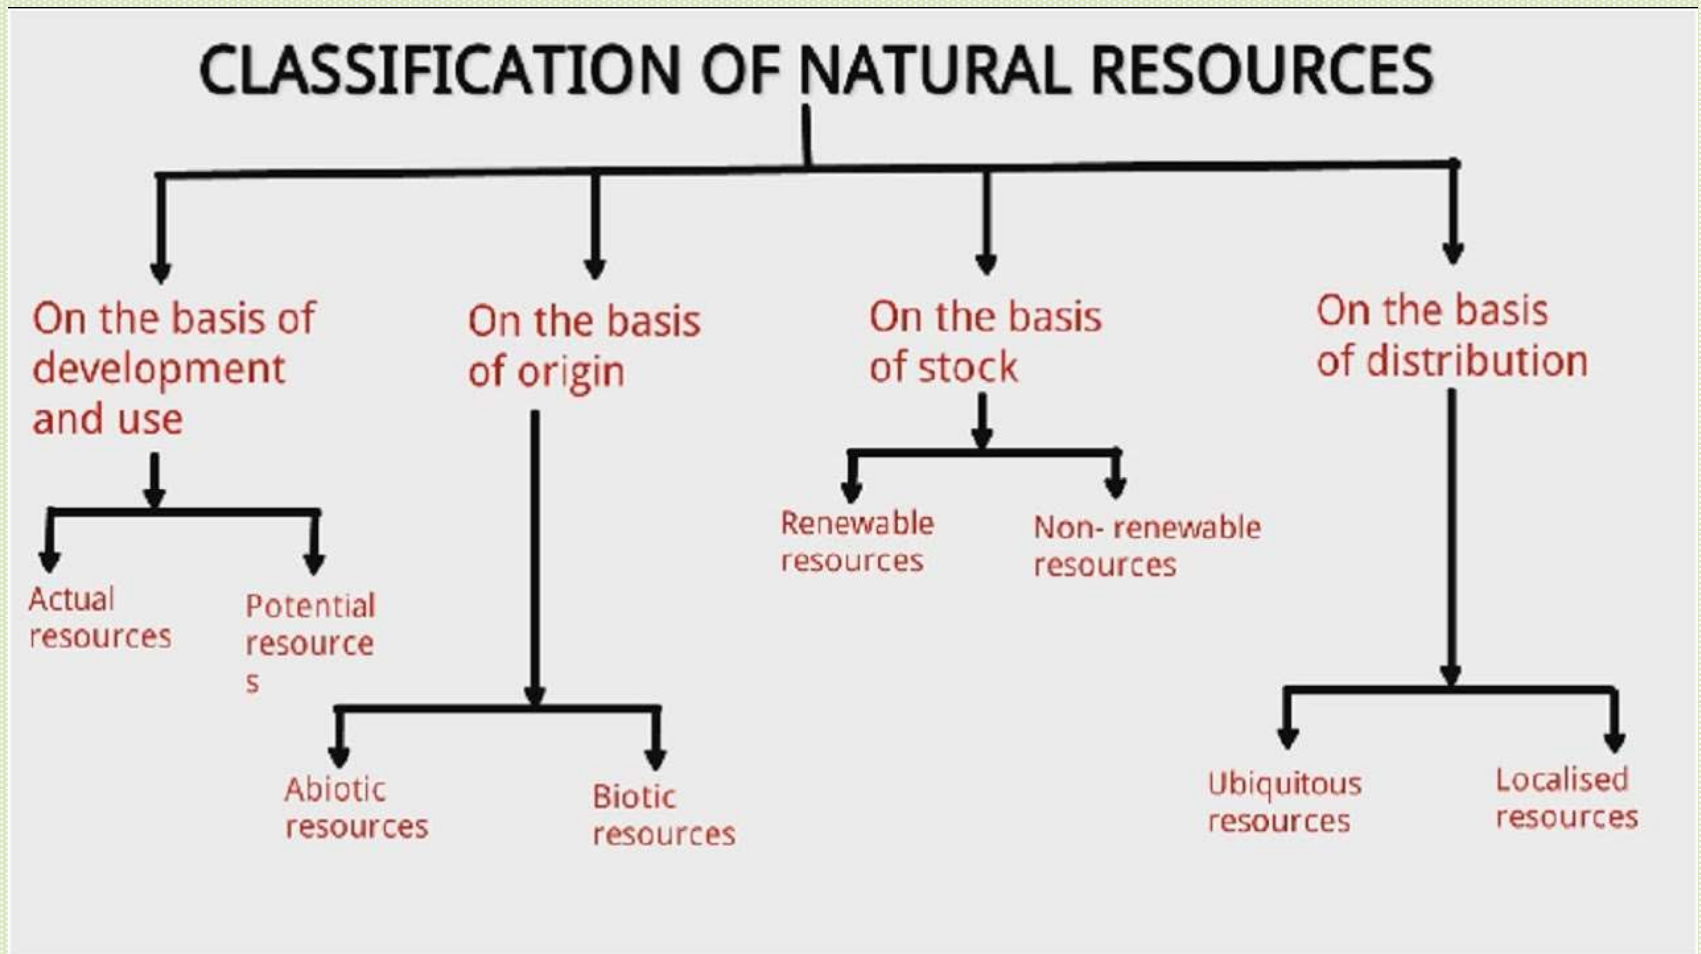 CLASSIFICATION OF NATURAL RESOURCES
On the basis of
development
and use
Actual
resources
Potential
resource
s
On the basis
of origin
Abiotic
resources
Biotic
resources
On the basis
of stock
Renewable
resources
Non- renewable
resources
On the basis
of distribution
Ubiquitous
resources
Localised
resources